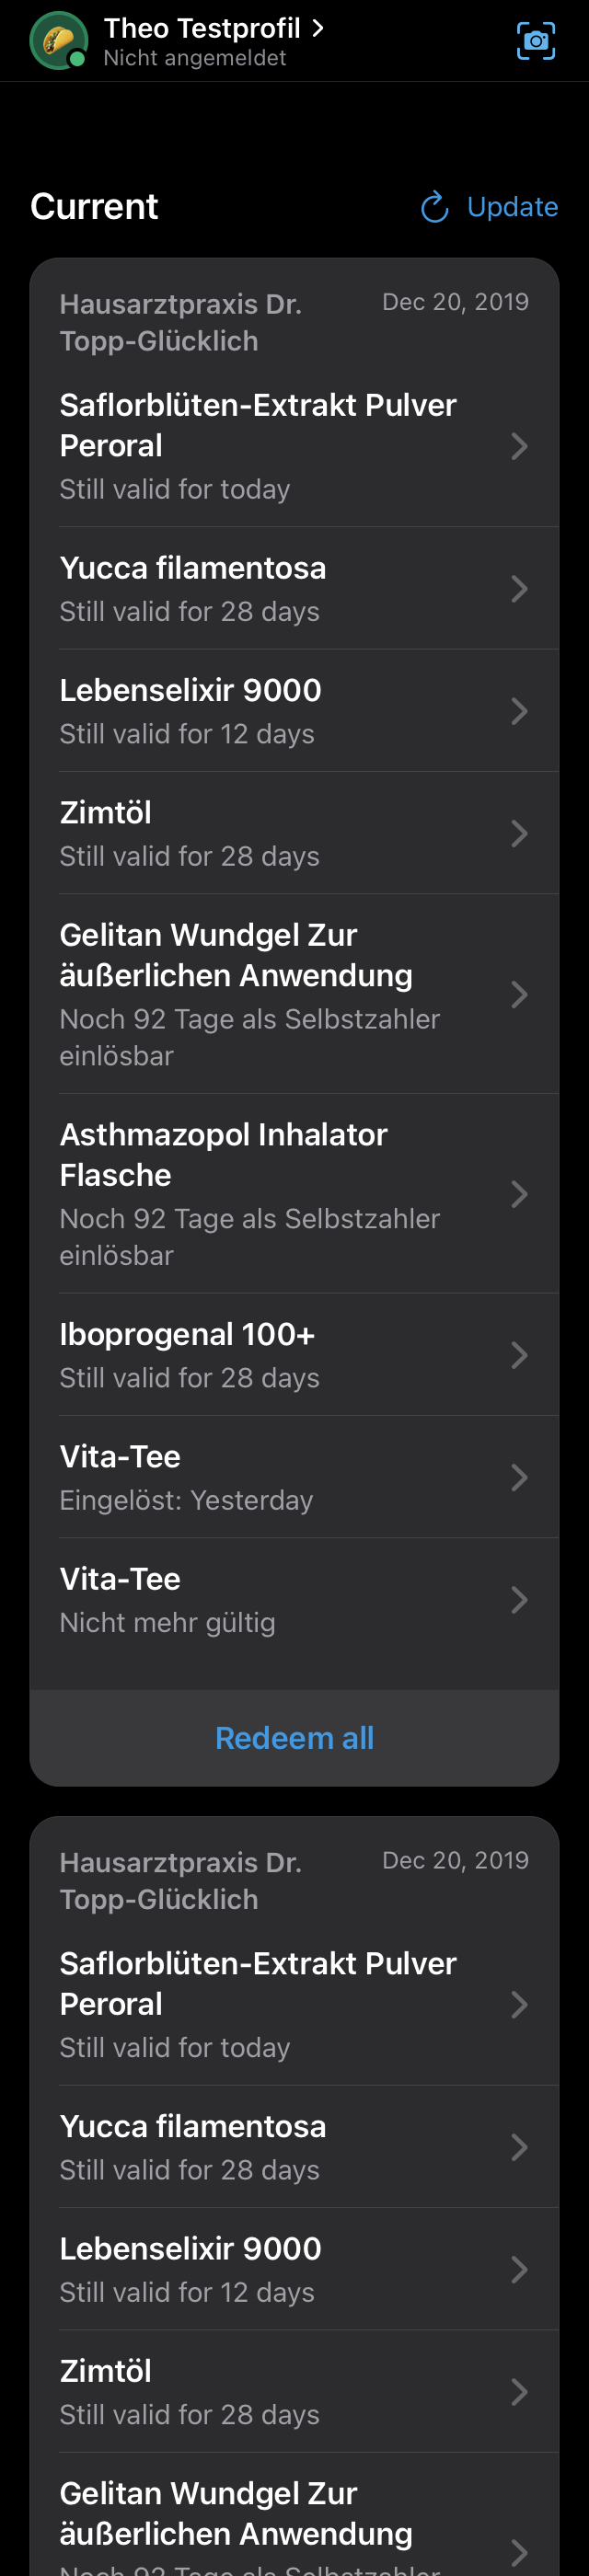 Theo Testprofil
Nicht angemeldet
Current
Update
Hausarztpraxis Dr.
Topp-Glücklich
Dec 20, 2019
Saflorblüten-Extrakt Pulver
Peroral
Still valid for today
Yucca filamentosa
Still valid for 28 days
Lebenselixir 9000
Still valid for 12 days
Zimtöl
Still valid for 28 days
Gelitan Wundgel Zur
äußerlichen Anwendung
Noch 92 Tage als Selbstzahler
einlösbar
Asthmazopol Inhalator
Flasche
Noch 92 Tage als Selbstzahler
einlösbar
Iboprogenal 100+
Still valid for 28 days
Vita-Tee
Eingelöst: Yesterday
Vita-Tee
Nicht mehr gültig
Redeem all
Hausarztpraxis Dr.
Topp-Glücklich
Dec 20, 2019
Saflorblüten-Extrakt Pulver
Peroral
Still valid for today
Yucca filamentosa
Still valid for 28 days
Lebenselixir 9000
Still valid for 12 days
Zimtöl
Still valid for 28 days
Gelitan Wundgel Zur
äußerlichen Anwendung
Noch 92 Tage als Selbstzahler